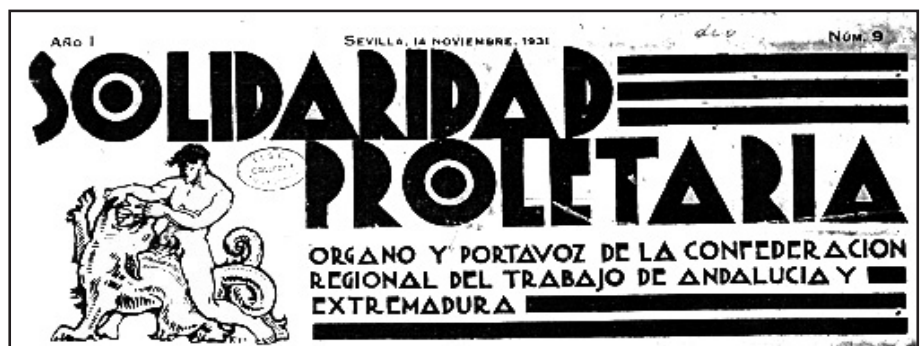 AÑO I SEVILLA, 14 NOVIEMBRE, 1931 NÚM. 9
SOLIDARIDAD
PROLETARIA
ORGANO Y PORTAVOZ DE LA CONFEDERACION
REGIONAL DEL TRABAJO DE ANDALUCIA Y
EXTREMADURA